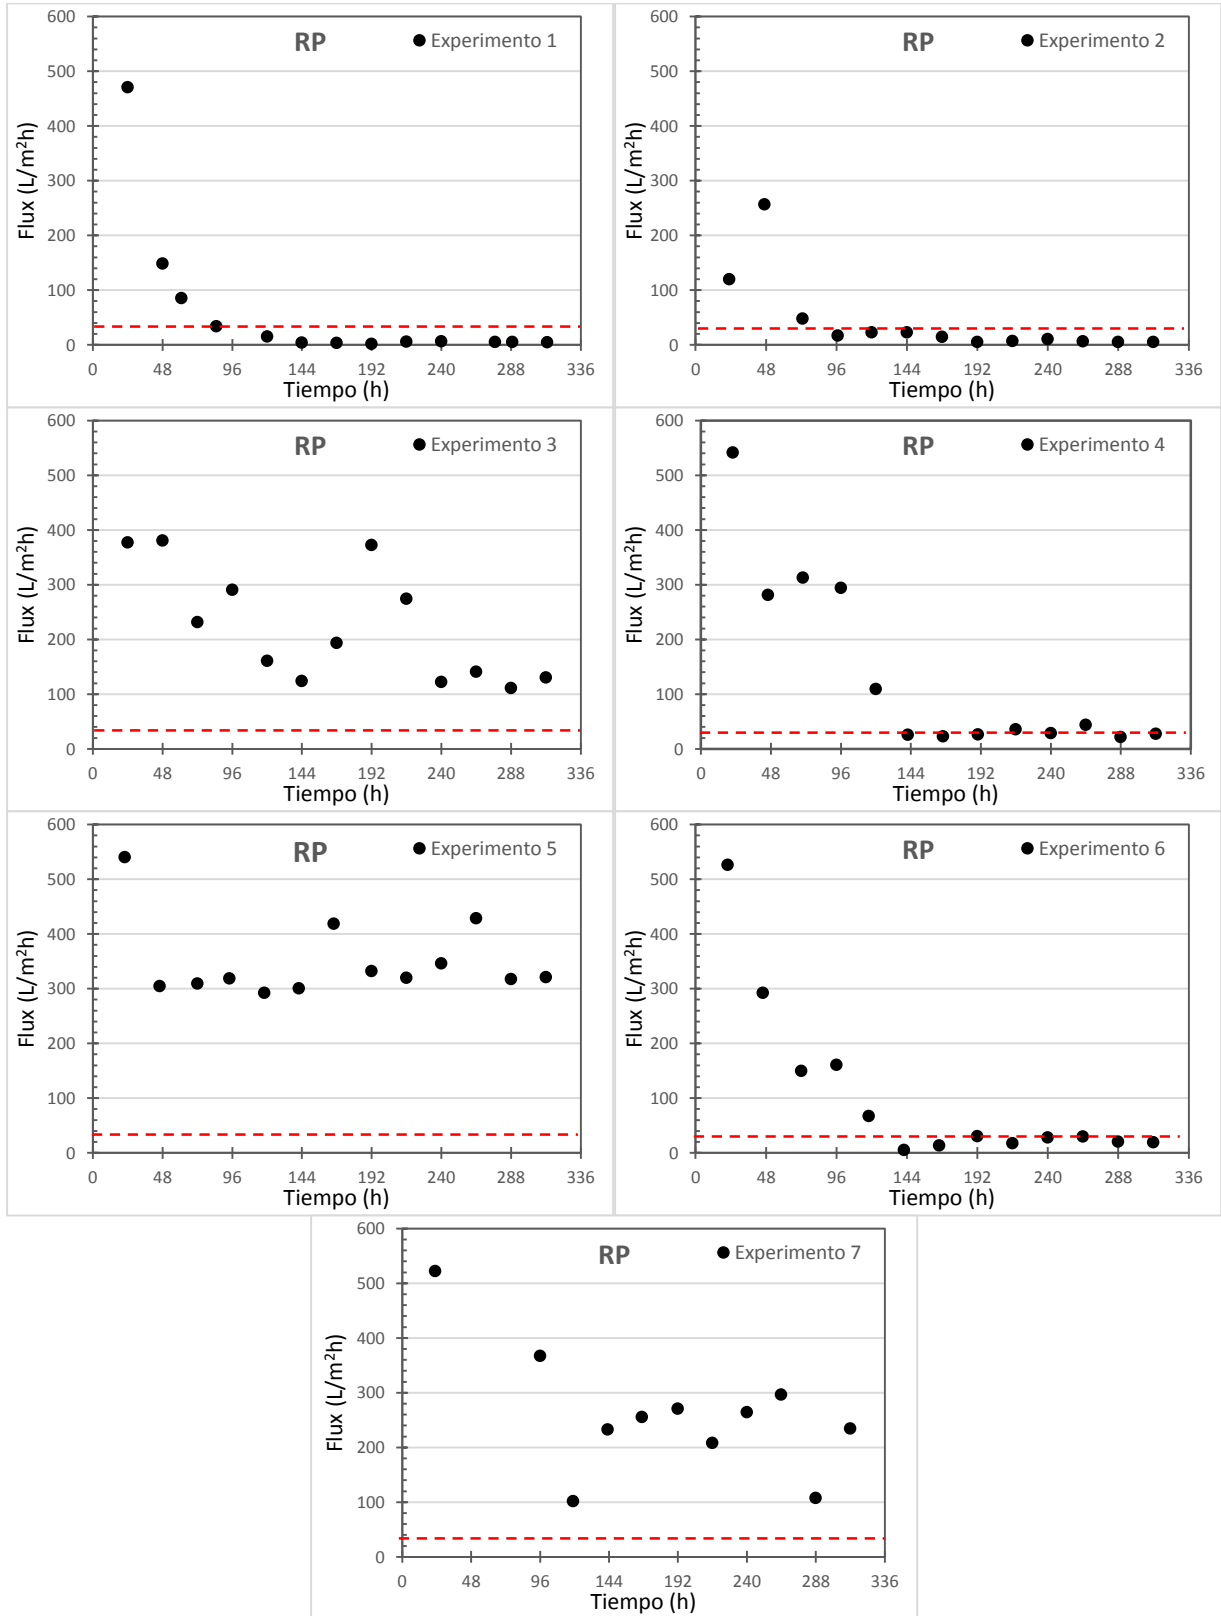 600
RP
Experimento 1
500
400
300
200
100
0
Flux (L/m²h)
0 48 96 144 192 240 288 336
Tiempo (h)
600
RP
Experimento 2
500
400
300
200
100
0
Flux (L/m²h)
0 48 96 144 192 240 288 336
Tiempo (h)
600
RP
Experimento 3
500
400
300
200
100
0
Flux (L/m²h)
0 48 96 144 192 240 288 336
Tiempo (h)
600
RP
Experimento 4
500
400
300
200
100
0
Flux (L/m²h)
0 48 96 144 192 240 288 336
Tiempo (h)
600
RP
Experimento 5
500
400
300
200
100
0
Flux (L/m²h)
0 48 96 144 192 240 288 336
Tiempo (h)
600
RP
Experimento 6
500
400
300
200
100
0
Flux (L/m²h)
0 48 96 144 192 240 288 336
Tiempo (h)
600
RP
Experimento 7
500
400
300
200
100
0
Flux (L/m²h)
0 48 96 144 192 240 288 336
Tiempo (h)